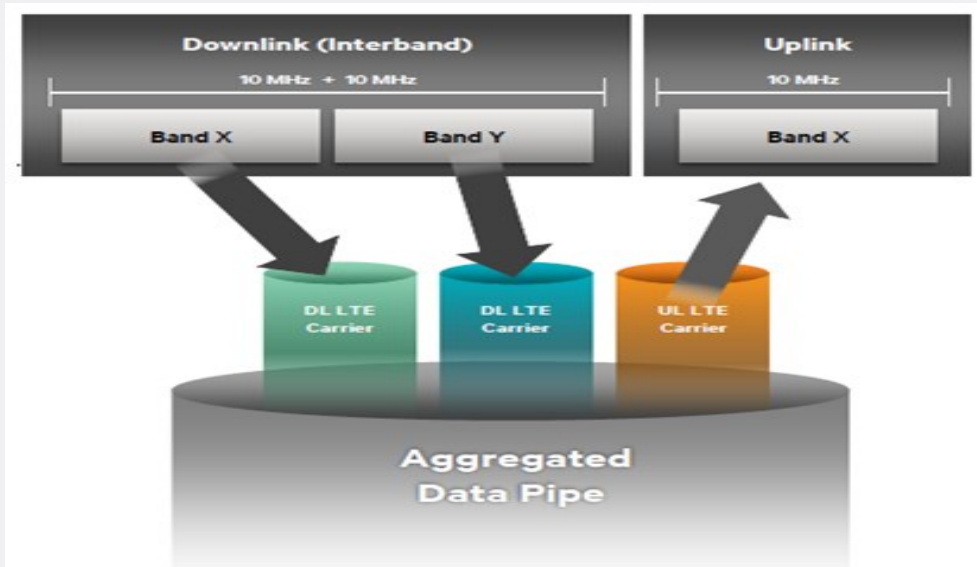 Downlink (Interband)
10 MHz + 10 MHz
Band X
Band Y
Uplink
10 MHz
Band X
DL LTE
Carrier
DL LTE
Carrier
UL LTE
Carrier
Aggregated
Data Pipe